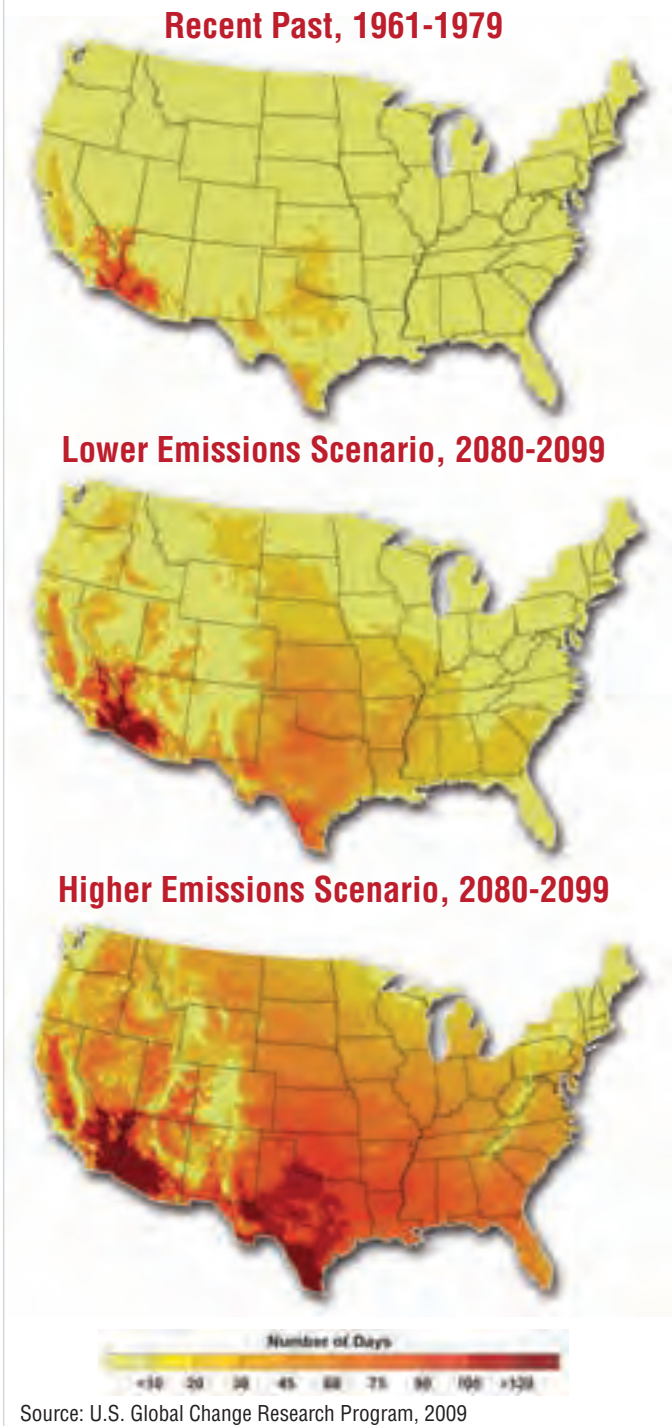 Recent Past, 1961-1979
Lower Emissions Scenario, 2080-2099
Higher Emissions Scenario, 2080-2099
Number of Days
<10 20 30 45 60 75 90 >120
Source: U.S. Global Change Research Program, 2009